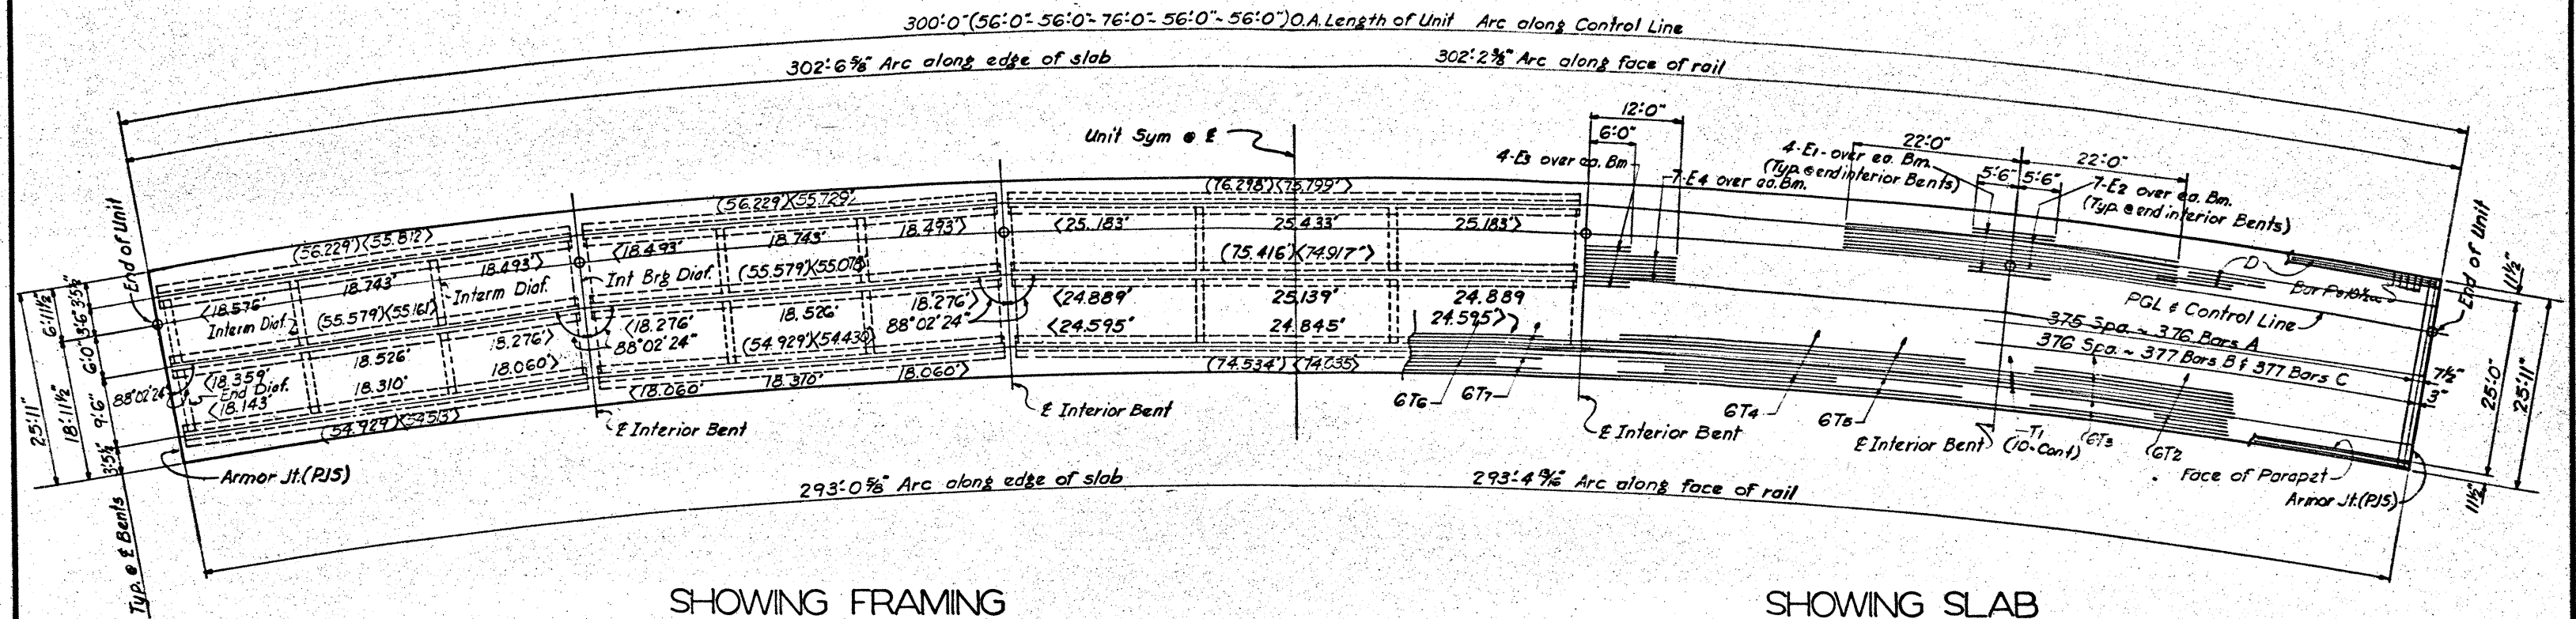 300'-0" (56'-0"- 56'-0"- 76'-0"- 56'-0"- 56'-0") O.A. Length of Unit Arc along Control Line
302'-6 5/8" Arc along edge of slab
302'-2 3/8" Arc along face of rail
Unit Sym @ ℄
12'-0"
6'-0"
4-E3 over ea. Bm
7-E4 over ea. Bm.
22'-0"
22'-0"
4-E1-over ea. Bm.
(Typ. @ end interior Bents)
5'-6"
5'-6"
7-E2 over ea. Bm.
(Typ. @ end interior Bents)
End of Unit
(56.229')<55.812'>
(56.229')<55.729'>
(76.298')<75.799'>
<18.576'
18.743'
18.493'>
Interm Diaf.
Interm Diaf.
(55.579')<55.161'>
<18.493'
18.743'
18.493'>
Int Brg Diaf.
(55.579')<55.078'>
<25.183'
25.433'
25.183'>
(75.416')<74.917'>
<18.359'
18.526'
18.276'>
End Diaf.
<18.143'
18.310'
18.060'>
(54.929')<54.513'>
<18.276'
18.526'
18.276'>
88°02'24"
88°02'24"
88°02'24"
(54.929')<54.430'>
<18.060'
18.310'
18.060'>
<24.889'
25.139'
24.889
<24.595'
24.845'
24.595'>
(74.534') <74.035>
25'-11"
6'-11½"
18'-11½"
3'-5½"
3'-6"
6'-0"
9'-6"
3'-5½"
Typ. @ ℄ Bents
Armor Jt.(PJS)
℄ Interior Bent
℄ Interior Bent
℄ Interior Bent
℄ Interior Bent
6T6
6T7
6T4
6T5
T1
(10-Cont)
6T3
6T2
D
PGL & Control Line
375 Spa. ~ 376 Bars A
376 Spa. ~ 377 Bars B & 377 Bars C
End of Unit
11½"
7½"
3"
25'-0"
25'-11"
11½"
Face of Parapet
Armor Jt.(PJS)
293'-0 5/8" Arc along edge of slab
293'-4 13/16" Arc along face of rail
SHOWING FRAMING
SHOWING SLAB